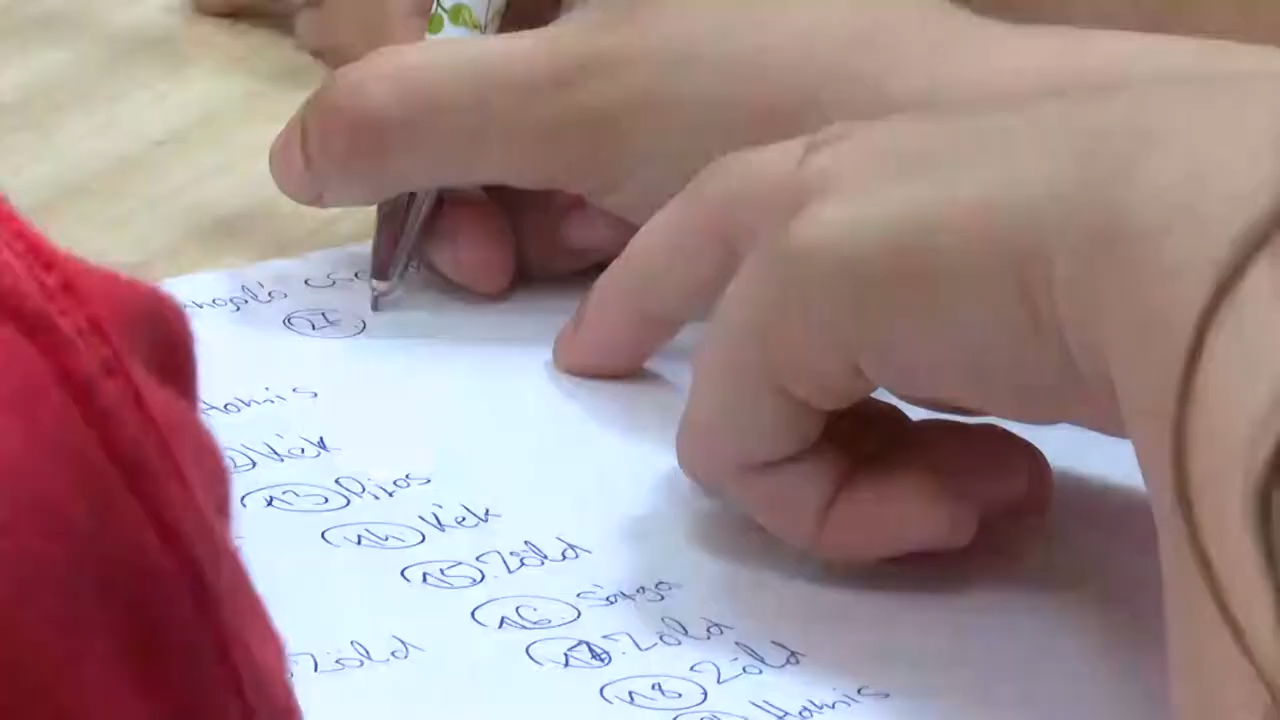 21
Hamis
Kék
13 Piros
14 Kék
15. Zöld
16. Sárga
17. Zöld
Zöld
18 Zöld
Hamis